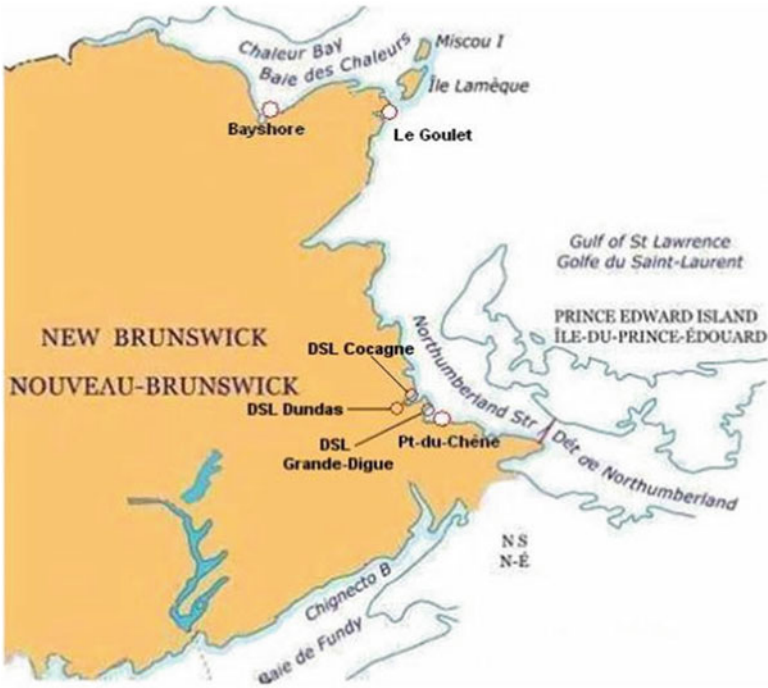 Chaleur Bay
Baie des Chaleurs
Miscou I
Île Lamèque
Bayshore
Le Goulet
Gulf of St Lawrence
Golfe du Saint-Laurent
PRINCE EDWARD ISLAND
ÎLE-DU-PRINCE-ÉDOUARD
NEW BRUNSWICK
NOUVEAU-BRUNSWICK
Northumberland Str
DSL Cocagne
DSL Dundas
DSL
Grande-Digue
Pt-du-Chêne
Dét de Northumberland
N S
N-É
Chignecto B
Baie de Fundy